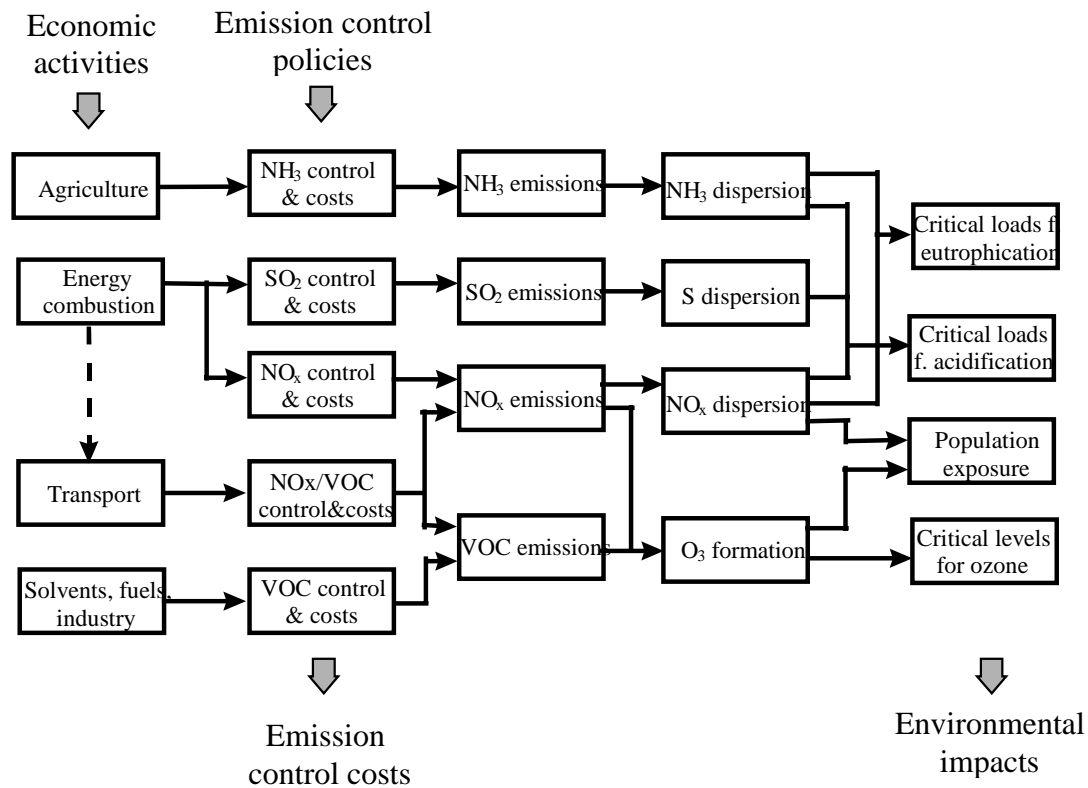 Economic
activities
Emission control
policies
Agriculture
NH₃ control
& costs
NH₃ emissions
NH₃ dispersion
Critical loads f.
eutrophication
Energy
combustion
SO₂ control
& costs
SO₂ emissions
S dispersion
Critical loads
f. acidification
NOₓ control
& costs
NOₓ emissions
NOₓ dispersion
Population
exposure
Transport
NOx/VOC
control&costs
VOC emissions
O₃ formation
Critical levels
for ozone
Solvents, fuels,
industry
VOC control
& costs
Emission
control costs
Environmental
impacts